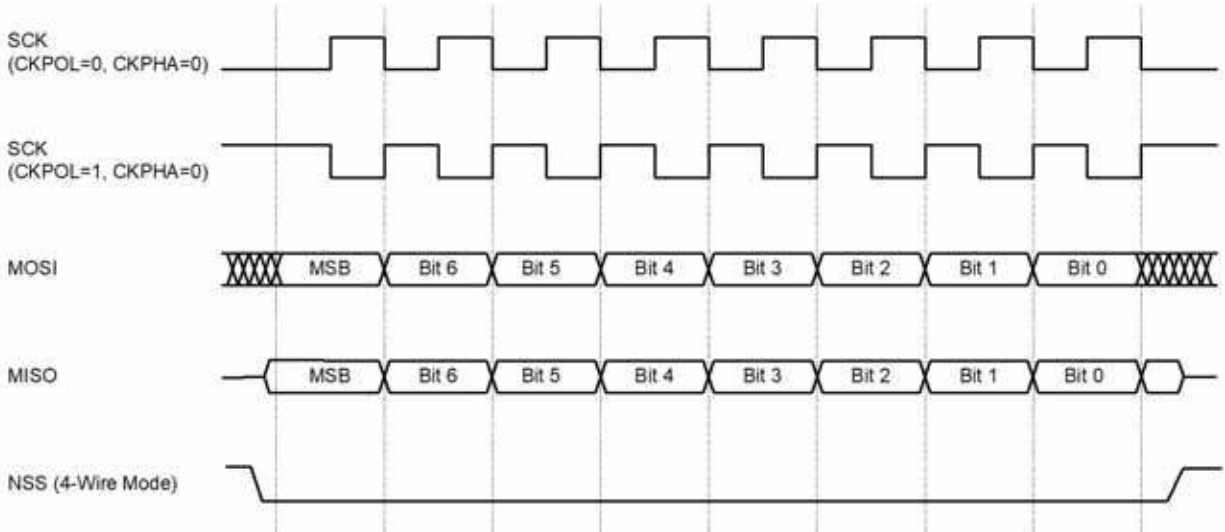 SCK
(CKPOL=0, CKPHA=0)
SCK
(CKPOL=1, CKPHA=0)
MOSI
MSB Bit 6 Bit 5 Bit 4 Bit 3 Bit 2 Bit 1 Bit 0
MISO
MSB Bit 6 Bit 5 Bit 4 Bit 3 Bit 2 Bit 1 Bit 0
NSS (4-Wire Mode)